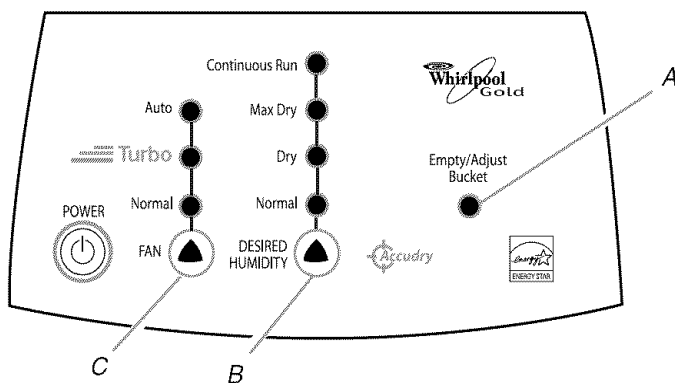 Continuous Run
Whirlpool
Gold
A
Auto
Max Dry
Turbo
Dry
Empty/Adjust
Bucket
POWER
Normal
Normal
FAN
DESIRED
HUMIDITY
Accudry
energy
ENERGY STAR
C
B